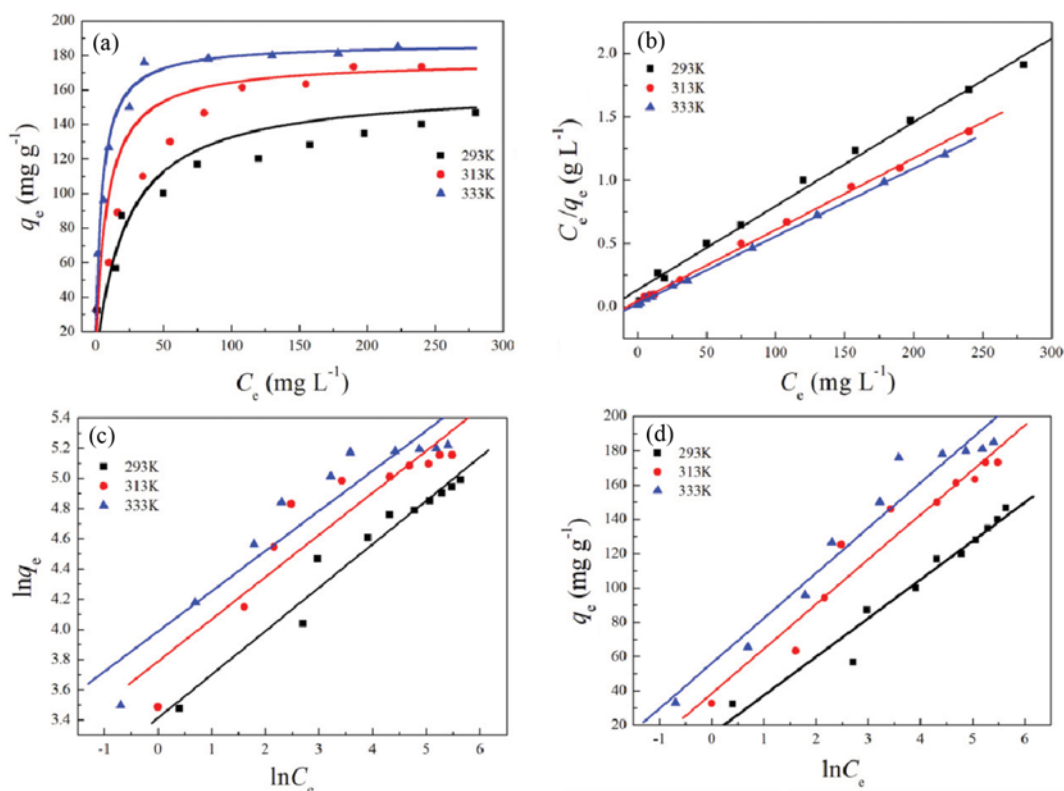 (a)
200
180
160
140
120
100
80
60
40
20
qe (mg g-1)
293K
313K
333K
0 50 100 150 200 250 300
Ce (mg L-1)
(b)
2.0
1.5
1.0
0.5
0.0
Ce/qe (g L-1)
293K
313K
333K
0 50 100 150 200 250 300
Ce (mg L-1)
(c)
5.4
5.2
5.0
4.8
4.6
4.4
4.2
4.0
3.8
3.6
3.4
lnqe
293K
313K
333K
-1 0 1 2 3 4 5 6
lnCe
(d)
200
180
160
140
120
100
80
60
40
20
qe (mg g-1)
293K
313K
333K
-1 0 1 2 3 4 5 6
lnCe